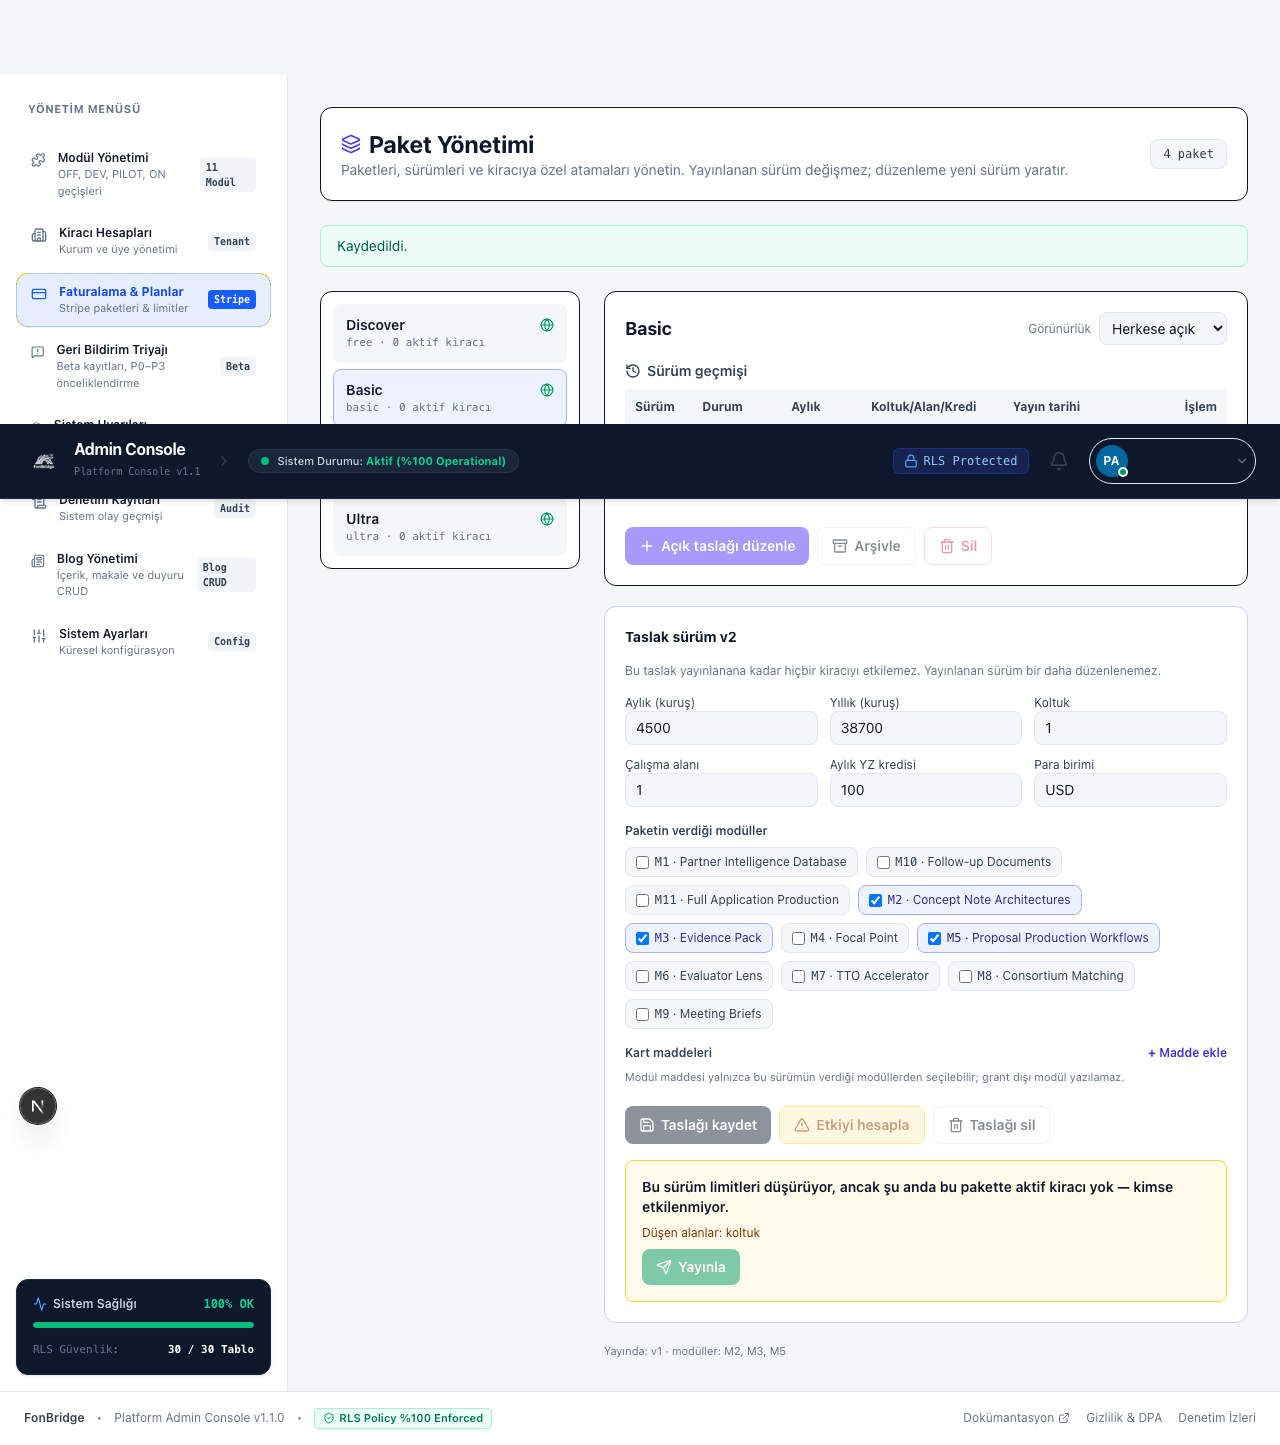 YÖNETİM MENÜSÜ
Modül Yönetimi
OFF, DEV, PILOT, ON
geçişleri
11
Modül
Kiracı Hesapları
Kurum ve üye yönetimi
Tenant
Faturalama & Planlar
Stripe paketleri & limitler
Stripe
Geri Bildirim Triyajı
Beta kayıtları, P0–P3
önceliklendirme
Beta
Paket Yönetimi
Paketleri, sürümleri ve kiracıya özel atamaları yönetin. Yayınlanan sürüm değişmez; düzenleme yeni sürüm yaratır.
4 paket
Kaydedildi.
Discover
free · 0 aktif kiracı
Basic
basic · 0 aktif kiracı
Basic
Görünürlük
Herkese açık
Sürüm geçmişi
Sürüm Durum Aylık Koltuk/Alan/Kredi Yayın tarihi İşlem
Admin Console
Platform Console v1.1
Sistem Durumu: Aktif (%100 Operational)
RLS Protected
PA
Denetim Kayıtları
Sistem olay geçmişi
Audit
Blog Yönetimi
İçerik, makale ve duyuru
CRUD
Blog
CRUD
Sistem Ayarları
Küresel konfigürasyon
Config
Ultra
ultra · 0 aktif kiracı
Açık taslağı düzenle
Arşivle
Sil
Taslak sürüm v2
Bu taslak yayınlanana kadar hiçbir kiracıyı etkilemez. Yayınlanan sürüm bir daha düzenlenemez.
Aylık (kuruş) Yıllık (kuruş) Koltuk
4500 38700 1
Çalışma alanı Aylık YZ kredisi Para birimi
1 100 USD
Paketin verdiği modüller
M1 · Partner Intelligence Database
M10 · Follow-up Documents
M11 · Full Application Production
M2 · Concept Note Architectures
M3 · Evidence Pack
M4 · Focal Point
M5 · Proposal Production Workflows
M6 · Evaluator Lens
M7 · TTO Accelerator
M8 · Consortium Matching
M9 · Meeting Briefs
Kart maddeleri
+ Madde ekle
Modül maddesi yalnızca bu sürümün verdiği modüllerden seçilebilir; grant dışı modül yazılamaz.
Taslağı kaydet
Etkiyi hesapla
Taslağı sil
Bu sürüm limitleri düşürüyor, ancak şu anda bu pakette aktif kiracı yok — kimse
etkilenmiyor.
Düşen alanlar: koltuk
Yayınla
Yayında: v1 · modüller: M2, M3, M5
N
Sistem Sağlığı
100% OK
RLS Güvenlik:
30 / 30 Tablo
FonBridge • Platform Admin Console v1.1.0 • RLS Policy %100 Enforced
Dokümantasyon
Gizlilik & DPA
Denetim İzleri